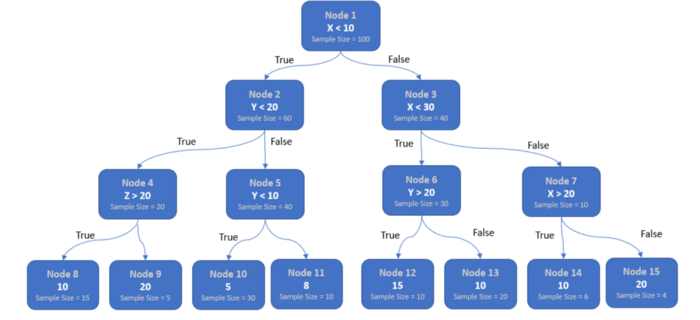 Node 1
X < 10
Sample Size = 100
True
False
Node 2
Y < 20
Sample Size = 60
Node 3
X < 30
Sample Size = 40
True
False
True
False
Node 4
Z > 20
Sample Size = 20
Node 5
Y < 10
Sample Size = 40
Node 6
Y > 20
Sample Size = 30
Node 7
X > 20
Sample Size = 10
True
True
True
False
True
False
Node 8
10
Sample Size = 15
Node 9
20
Sample Size = 5
Node 10
5
Sample Size = 30
Node 11
8
Sample Size = 10
Node 12
15
Sample Size = 10
Node 13
10
Sample Size = 20
Node 14
10
Sample Size = 6
Node 15
20
Sample Size = 4